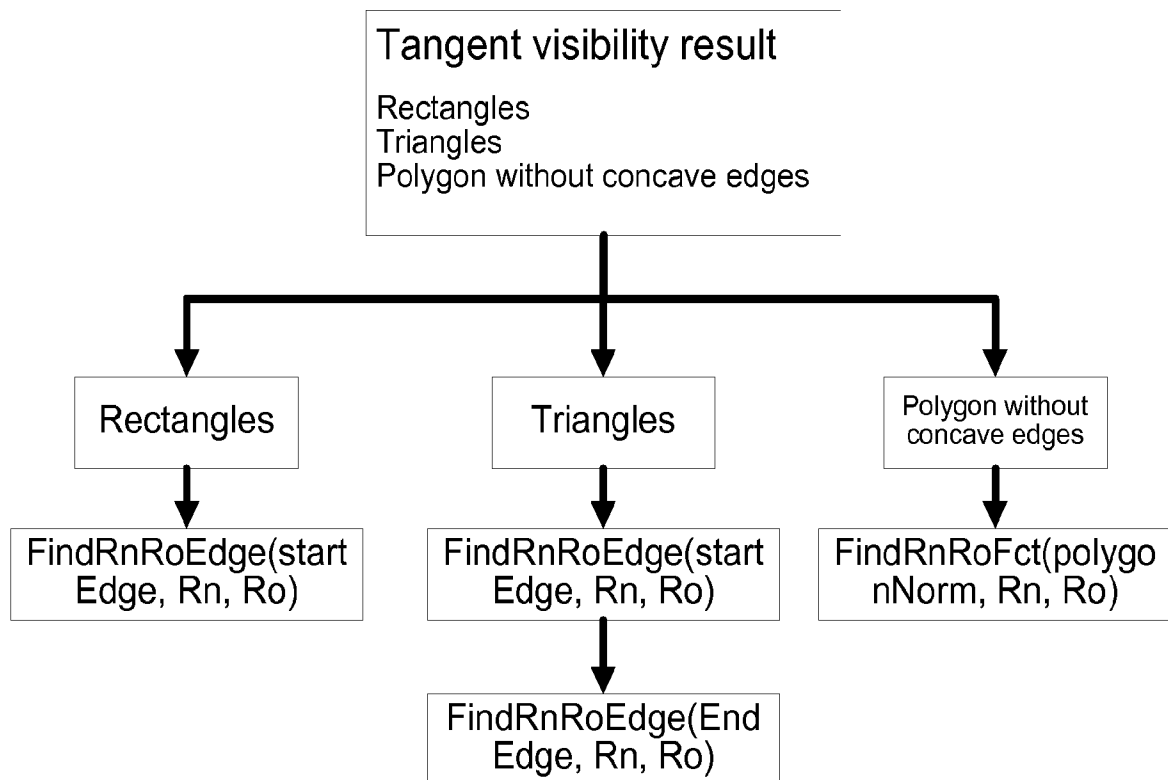 Tangent visibility result
Rectangles
Triangles
Polygon without concave edges
Rectangles
Triangles
Polygon without
concave edges
FindRnRoEdge(start
Edge, Rn, Ro)
FindRnRoEdge(start
Edge, Rn, Ro)
FindRnRoFct(polygo
nNorm, Rn, Ro)
FindRnRoEdge(End
Edge, Rn, Ro)